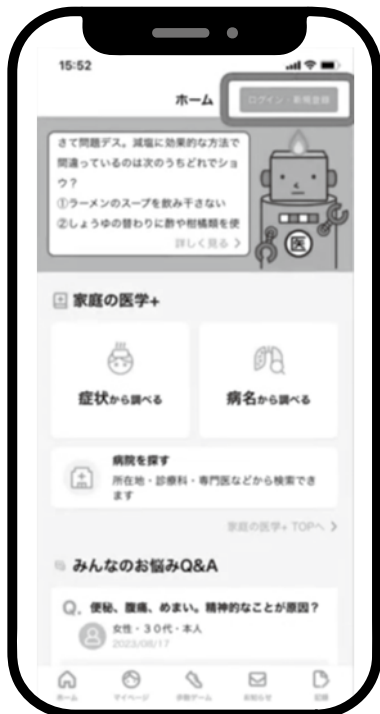 15:52
ホーム
ログイン・新規登録
さて問題デス。減塩に効果的な方法で
間違っているのは次のうちどれでショ
ウ？
①ラーメンのスープを飲み干さない
②しょうゆの替わりに酢や柑橘類を使
詳しく見る
医
家庭の医学+
症状から調べる
病名から調べる
病院を探す
所在地・診療科・専門医などから検索でき
ます
家庭の医学+ TOPへ
みんなのお悩みQ&A
Q. 便秘、腹痛、めまい。精神的なことが原因？
女性・30代・本人
2023/08/17
ホーム
マイページ
お知らせ
記録